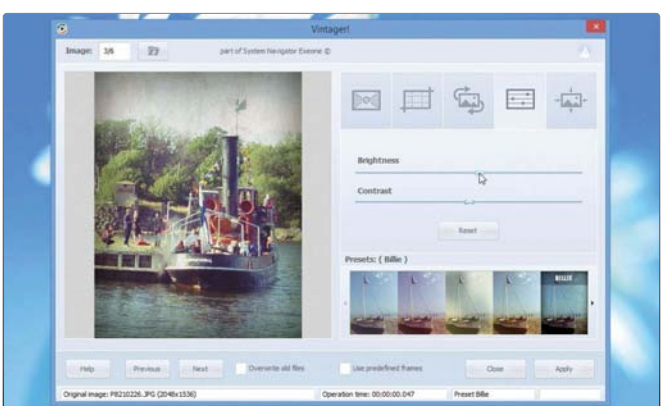 Vintager!
Image: 3/6 part of System Navigator Exeone ©
Brightness
Contrast
Reset
Presets: ( Billie )
BILLIE
Help Previous Next Overwrite old files Use predefined frames Close Apply
Original image: P8210226.JPG (2048x1536) Operation time: 00:00:00.047 Preset Billie